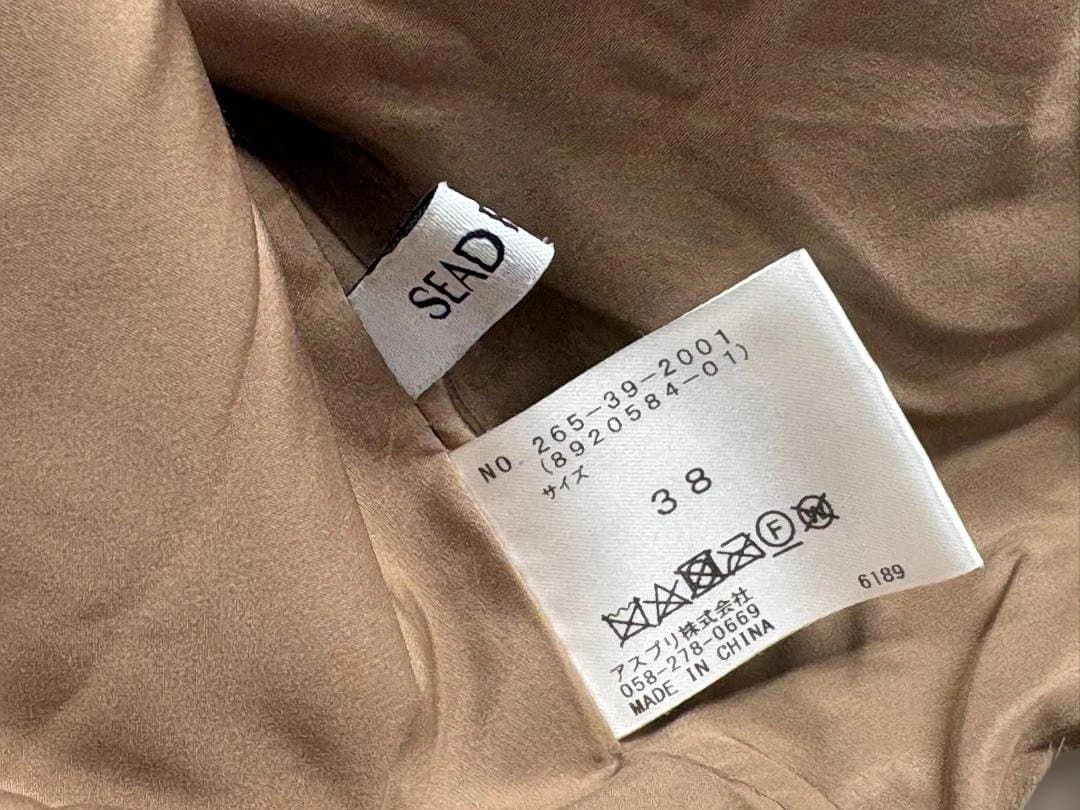 SEAD
NO. 265-39-2001
(8920584-01)
サイズ
38
F W
6189
アスプリ株式会社
058-278-0669
MADE IN CHINA